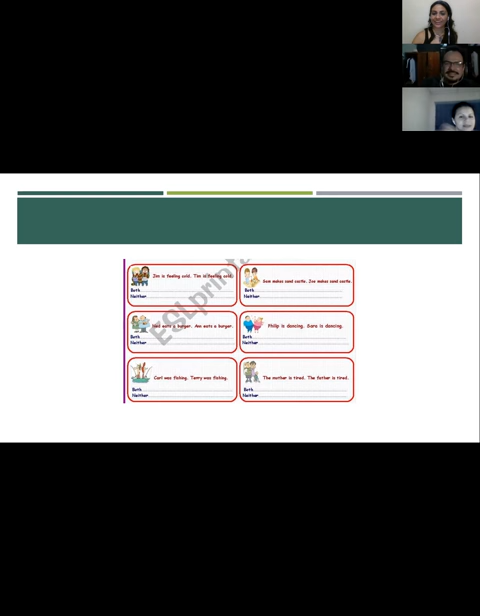 Jim is feeling cold. Tim is feeling cold.
Both
Neither
Sam makes sand castle. Joe makes sand castle.
Both
Neither
Ned eats a burger. Ann eats a burger.
Both
Neither
Philip is dancing. Sara is dancing.
Both
Neither
Carl was fishing. Terry was fishing.
Both
Neither
The mother is tired. The father is tired.
Both
Neither